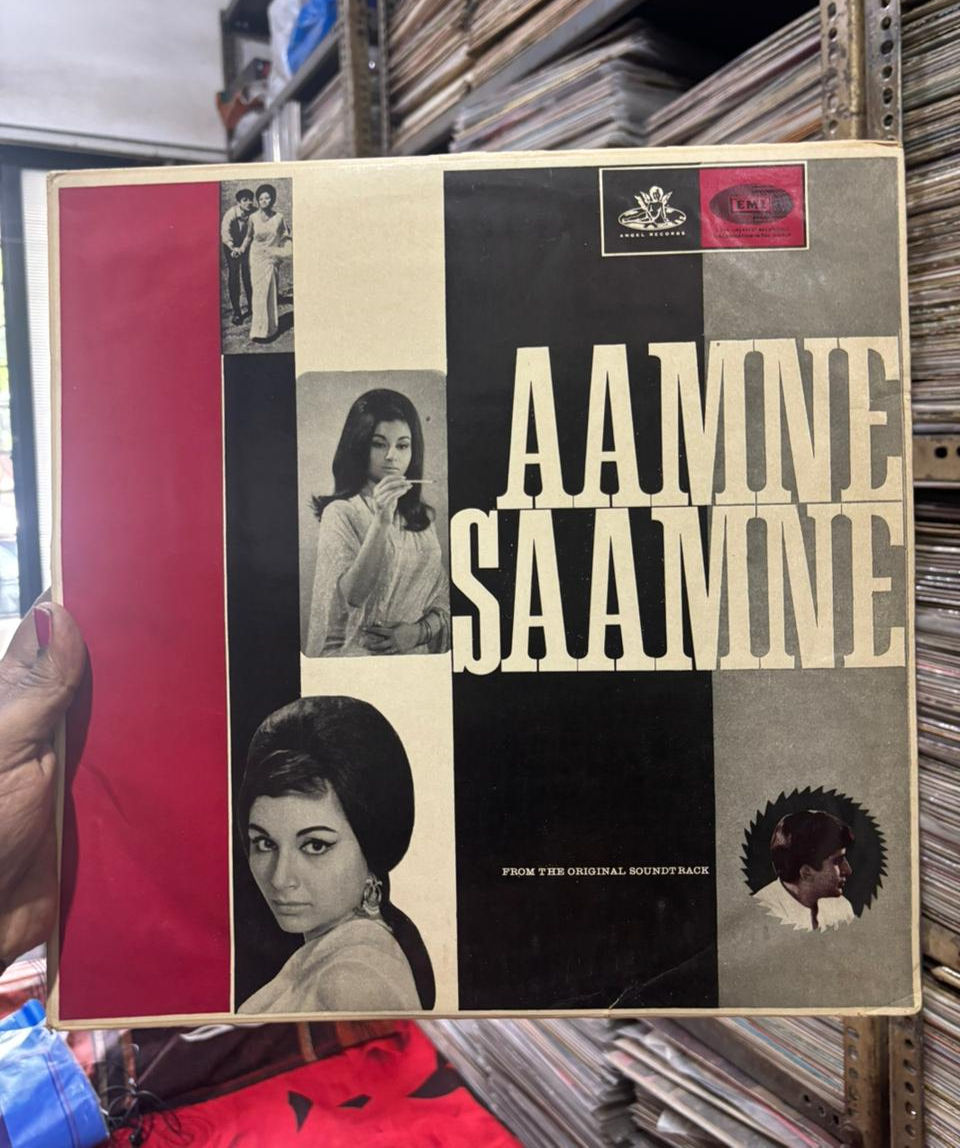 ANGEL RECORDS
EMI
AAMNE
SAAMNE
FROM THE ORIGINAL SOUNDTRACK